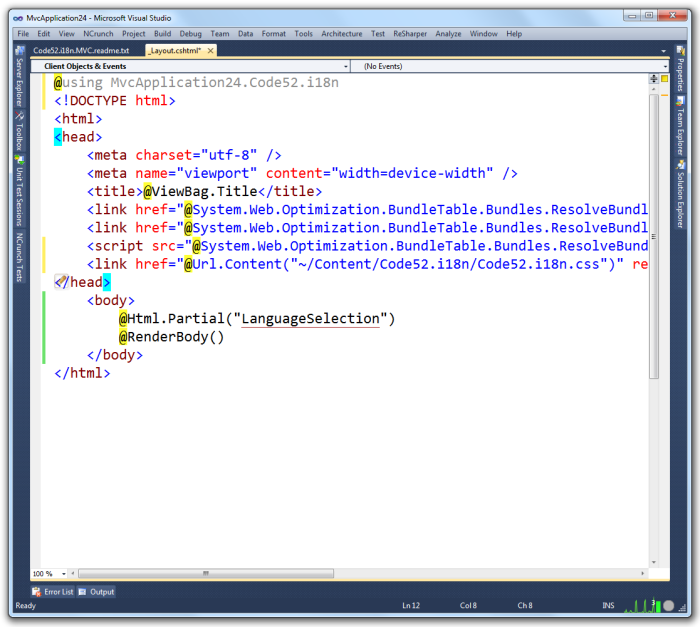 MvcApplication24 - Microsoft Visual Studio
File Edit View NCrunch Project Build Debug Team Data Format Tools Architecture Test ReSharper Analyze Window Help
Code52.i18n.MVC.readme.txt _Layout.cshtml*
Client Objects & Events (No Events)
Server Explorer
Toolbox
Unit Test Sessions
NCrunch Tests
@using MvcApplication24.Code52.i18n
<!DOCTYPE html>
<html>
<head>
<meta charset="utf-8" />
<meta name="viewport" content="width=device-width" />
<title>@ViewBag.Title</title>
<link href="@System.Web.Optimization.BundleTable.Bundles.ResolveBundl
<link href="@System.Web.Optimization.BundleTable.Bundles.ResolveBundl
<script src="@System.Web.Optimization.BundleTable.Bundles.ResolveBund
<link href="@Url.Content("~/Content/Code52.i18n/Code52.i18n.css")" re
</head>
<body>
@Html.Partial("LanguageSelection")
@RenderBody()
</body>
</html>
Properties
Team Explorer
Solution Explorer
100 %
Error List Output
Ready Ln 12 Col 8 Ch 8 INS 3